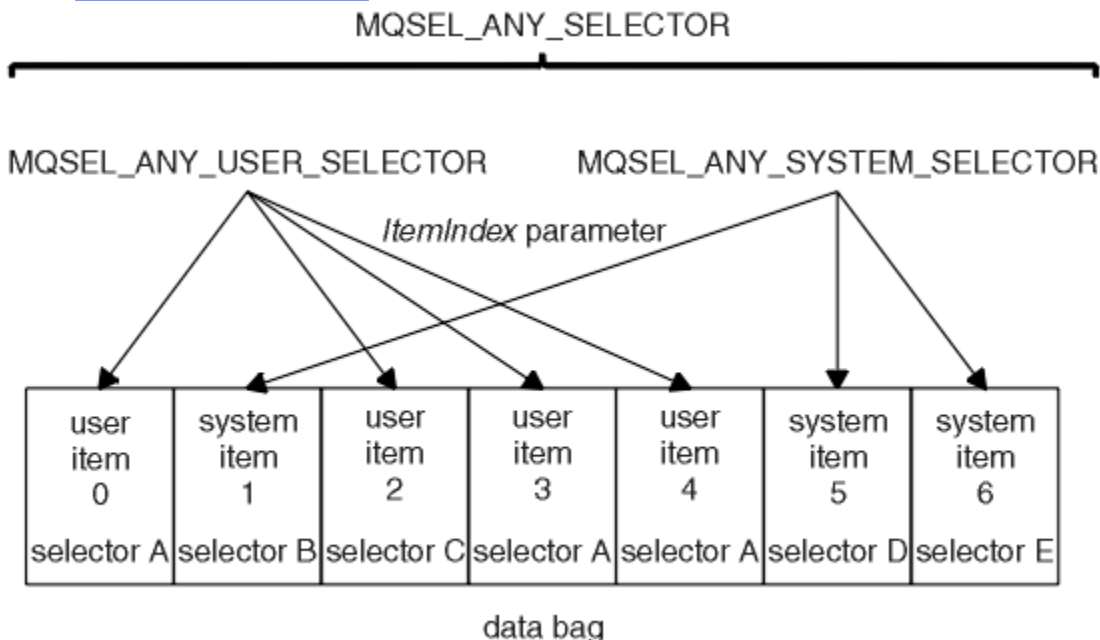 MQSEL_ANY_SELECTOR
MQSEL_ANY_USER_SELECTOR
MQSEL_ANY_SYSTEM_SELECTOR
ItemIndex parameter
user
item
0
selector A
system
item
1
selector B
user
item
2
selector C
user
item
3
selector A
user
item
4
selector A
system
item
5
selector D
system
item
6
selector E
data bag